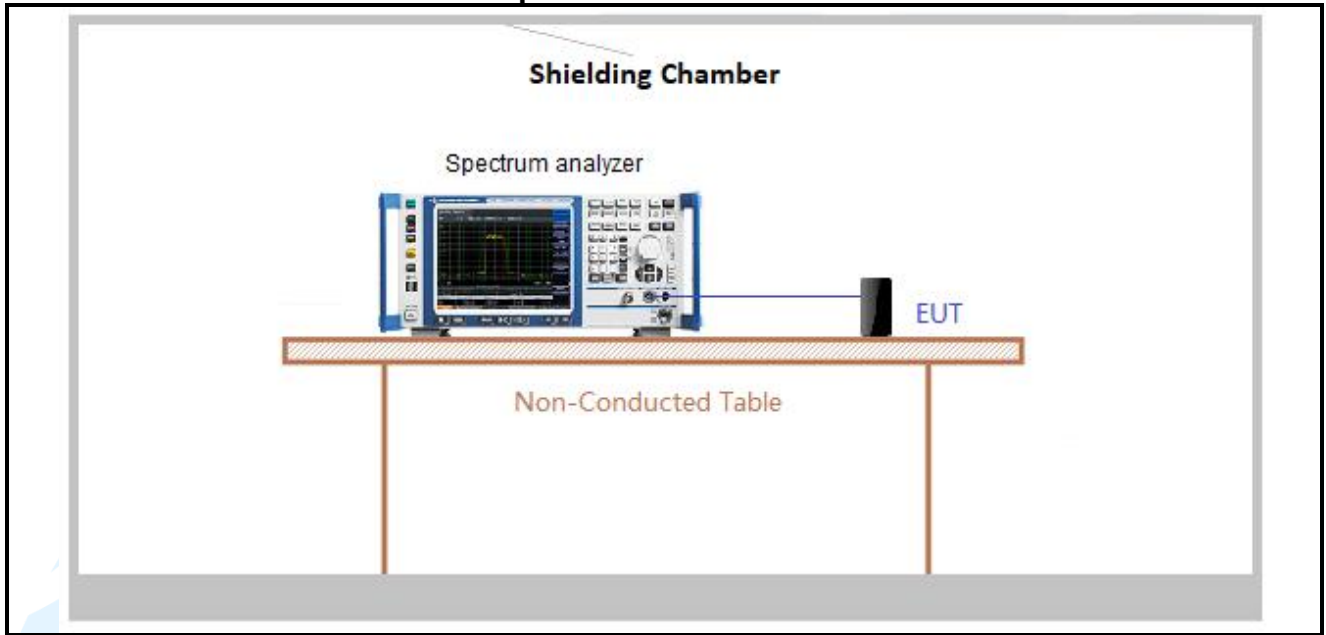 Shielding Chamber
Spectrum analyzer
EUT
Non-Conducted Table